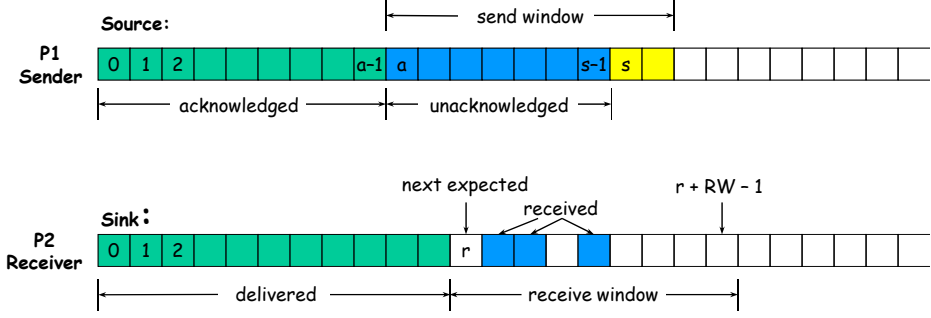 send window
Source:
P1
Sender
0 1 2 a-1 a s-1 s
acknowledged unacknowledged
next expected r + RW - 1
received
Sink:
P2
Receiver
0 1 2 r
delivered receive window